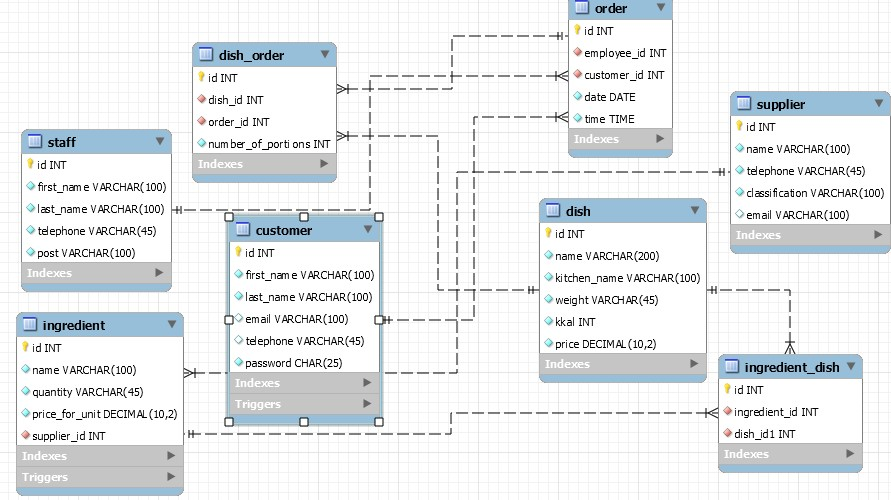 order
id INT
employee_id INT
customer_id INT
date DATE
time TIME
Indexes
dish_order
id INT
dish_id INT
order_id INT
number_of_portions INT
Indexes
supplier
id INT
name VARCHAR(100)
telephone VARCHAR(45)
classification VARCHAR(100)
email VARCHAR(100)
Indexes
staff
id INT
first_name VARCHAR(100)
last_name VARCHAR(100)
telephone VARCHAR(45)
post VARCHAR(100)
Indexes
customer
id INT
first_name VARCHAR(100)
last_name VARCHAR(100)
email VARCHAR(100)
telephone VARCHAR(45)
password CHAR(25)
Indexes
Triggers
dish
id INT
name VARCHAR(200)
kitchen_name VARCHAR(100)
weight VARCHAR(45)
kkal INT
price DECIMAL(10,2)
Indexes
ingredient
id INT
name VARCHAR(100)
quantity VARCHAR(45)
price_for_unit DECIMAL(10,2)
supplier_id INT
Indexes
Triggers
ingredient_dish
id INT
ingredient_id INT
dish_id1 INT
Indexes